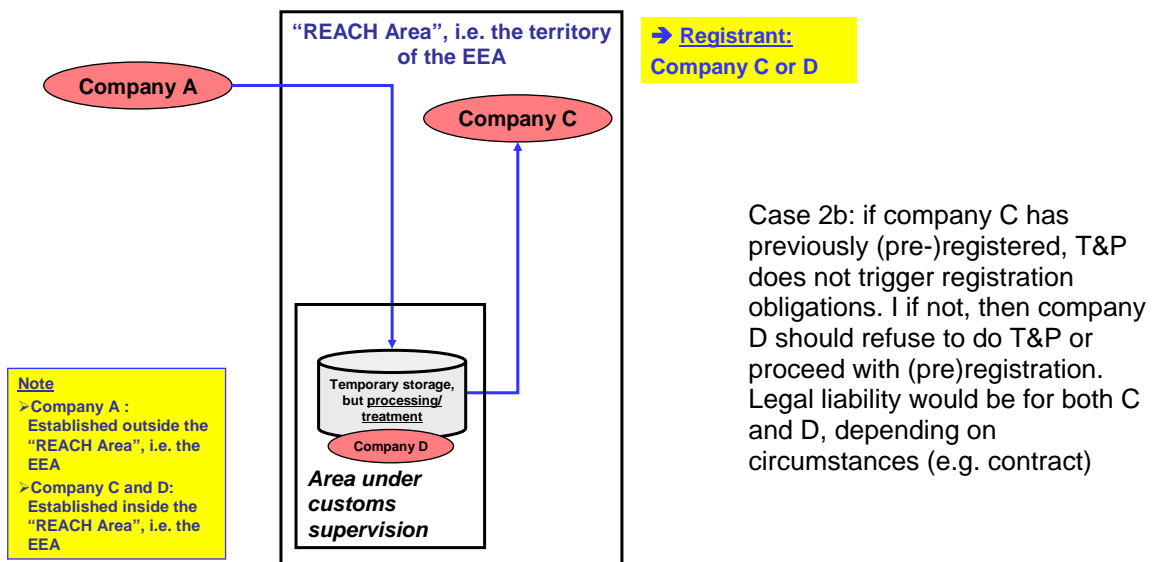 “REACH Area”, i.e. the territory
of the EEA
➔ Registrant:
Company C or D
Company A
Company C
Case 2b: if company C has
previously (pre-)registered, T&P
does not trigger registration
obligations. I if not, then company
D should refuse to do T&P or
proceed with (pre)registration.
Legal liability would be for both C
and D, depending on
circumstances (e.g. contract)
Temporary storage,
but processing/
treatment
Company D
Area under
customs
supervision
Note
➢Company A :
Established outside the
“REACH Area”, i.e. the
EEA
➢Company C and D:
Established inside the
“REACH Area”, i.e. the
EEA